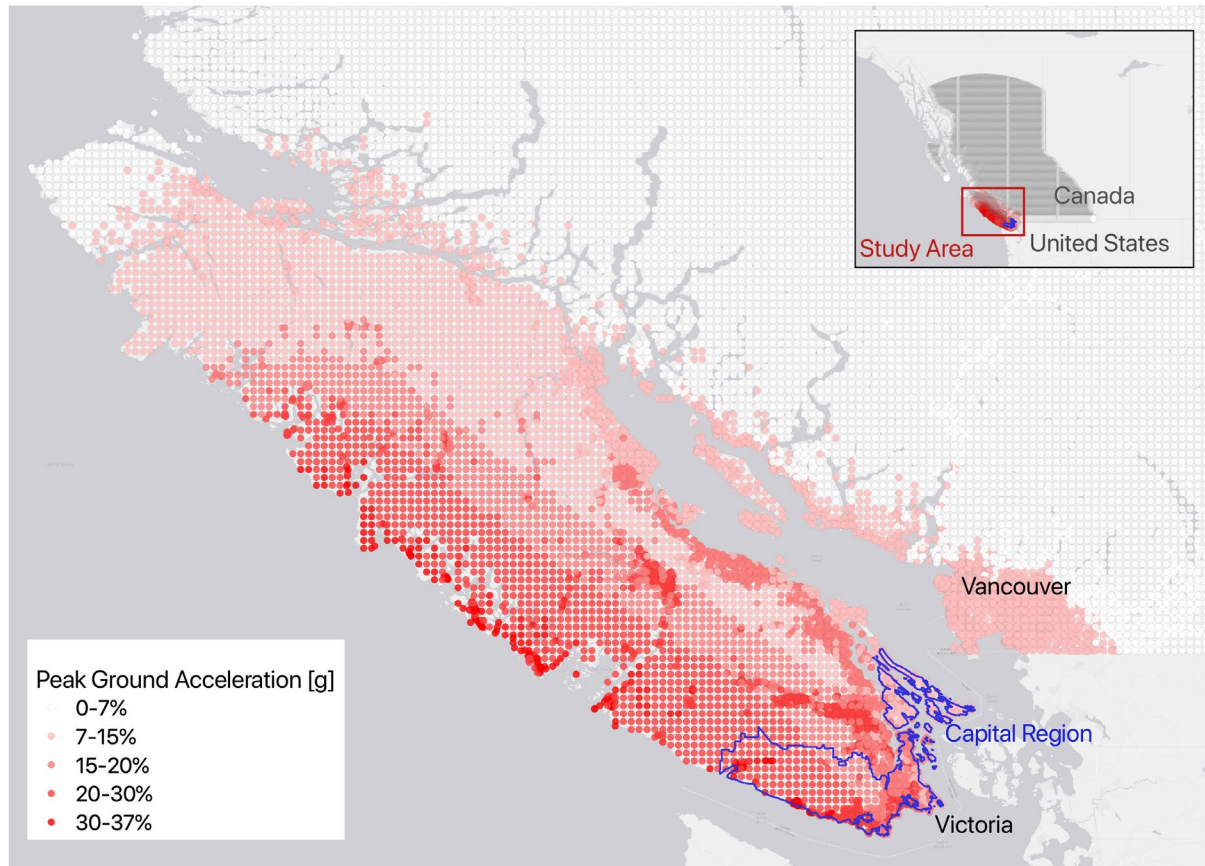 Canada
United States
Study Area
Vancouver
Peak Ground Acceleration [g]
0-7%
7-15%
15-20%
20-30%
30-37%
Capital Region
Victoria